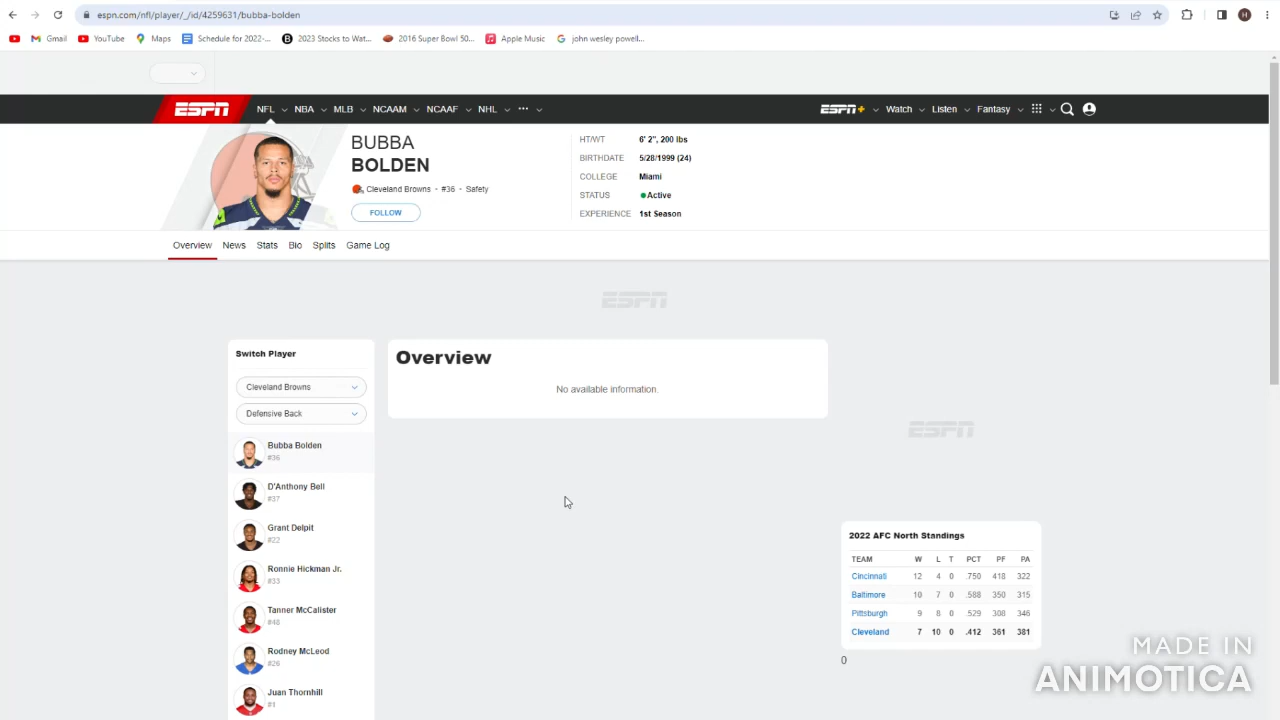 espn.com/nfl/player/_/id/4259631/bubba-bolden
H
Gmail YouTube Maps Schedule for 2022-... 2023 Stocks to Wat... 2016 Super Bowl 50... Apple Music john wesley powell...
ESPN NFL NBA MLB NCAAM NCAAF NHL ... ESPN+ Watch Listen Fantasy
BUBBA
BOLDEN
Cleveland Browns • #36 • Safety
FOLLOW
HT/WT 6' 2", 200 lbs
BIRTHDATE 5/28/1999 (24)
COLLEGE Miami
STATUS Active
EXPERIENCE 1st Season
Overview News Stats Bio Splits Game Log
ESPN
Switch Player
Cleveland Browns
Defensive Back
Bubba Bolden
#36
D'Anthony Bell
#37
Grant Delpit
#22
Ronnie Hickman Jr.
#33
Tanner McCalister
#48
Rodney McLeod
#26
Juan Thornhill
#1
Overview
No available information.
ESPN
2022 AFC North Standings
TEAM W L T PCT PF PA
Cincinnati 12 4 0 .750 418 322
Baltimore 10 7 0 .588 350 315
Pittsburgh 9 8 0 .529 308 346
Cleveland 7 10 0 .412 361 381
0
MADE IN
ANIMOTICA